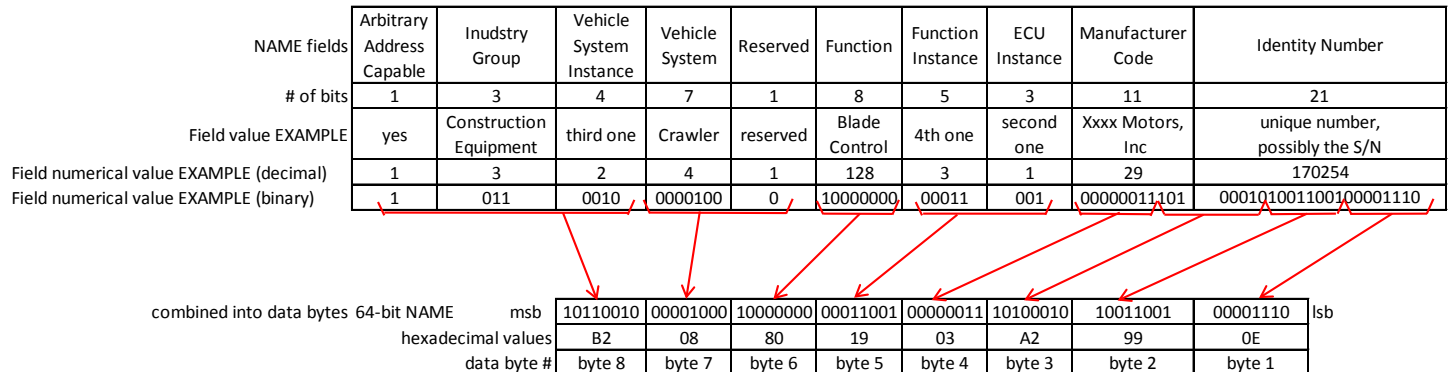 NAME fields | Arbitrary Address Capable | Inudstry Group | Vehicle System Instance | Vehicle System | Reserved | Function | Function Instance | ECU Instance | Manufacturer Code | Identity Number
# of bits | 1 | 3 | 4 | 7 | 1 | 8 | 5 | 3 | 11 | 21
Field value EXAMPLE | yes | Construction Equipment | third one | Crawler | reserved | Blade Control | 4th one | second one | Xxxx Motors, Inc | unique number, possibly the S/N
Field numerical value EXAMPLE (decimal) | 1 | 3 | 2 | 4 | 1 | 128 | 3 | 1 | 29 | 170254
Field numerical value EXAMPLE (binary) | 1 | 011 | 0010 | 0000100 | 0 | 10000000 | 00011 | 001 | 00000011101 | 000101001100100001110
combined into data bytes 64-bit NAME msb | 10110010 | 00001000 | 10000000 | 00011001 | 00000011 | 10100010 | 10011001 | 00001110 | lsb
hexadecimal values | B2 | 08 | 80 | 19 | 03 | A2 | 99 | 0E
data byte # | byte 8 | byte 7 | byte 6 | byte 5 | byte 4 | byte 3 | byte 2 | byte 1